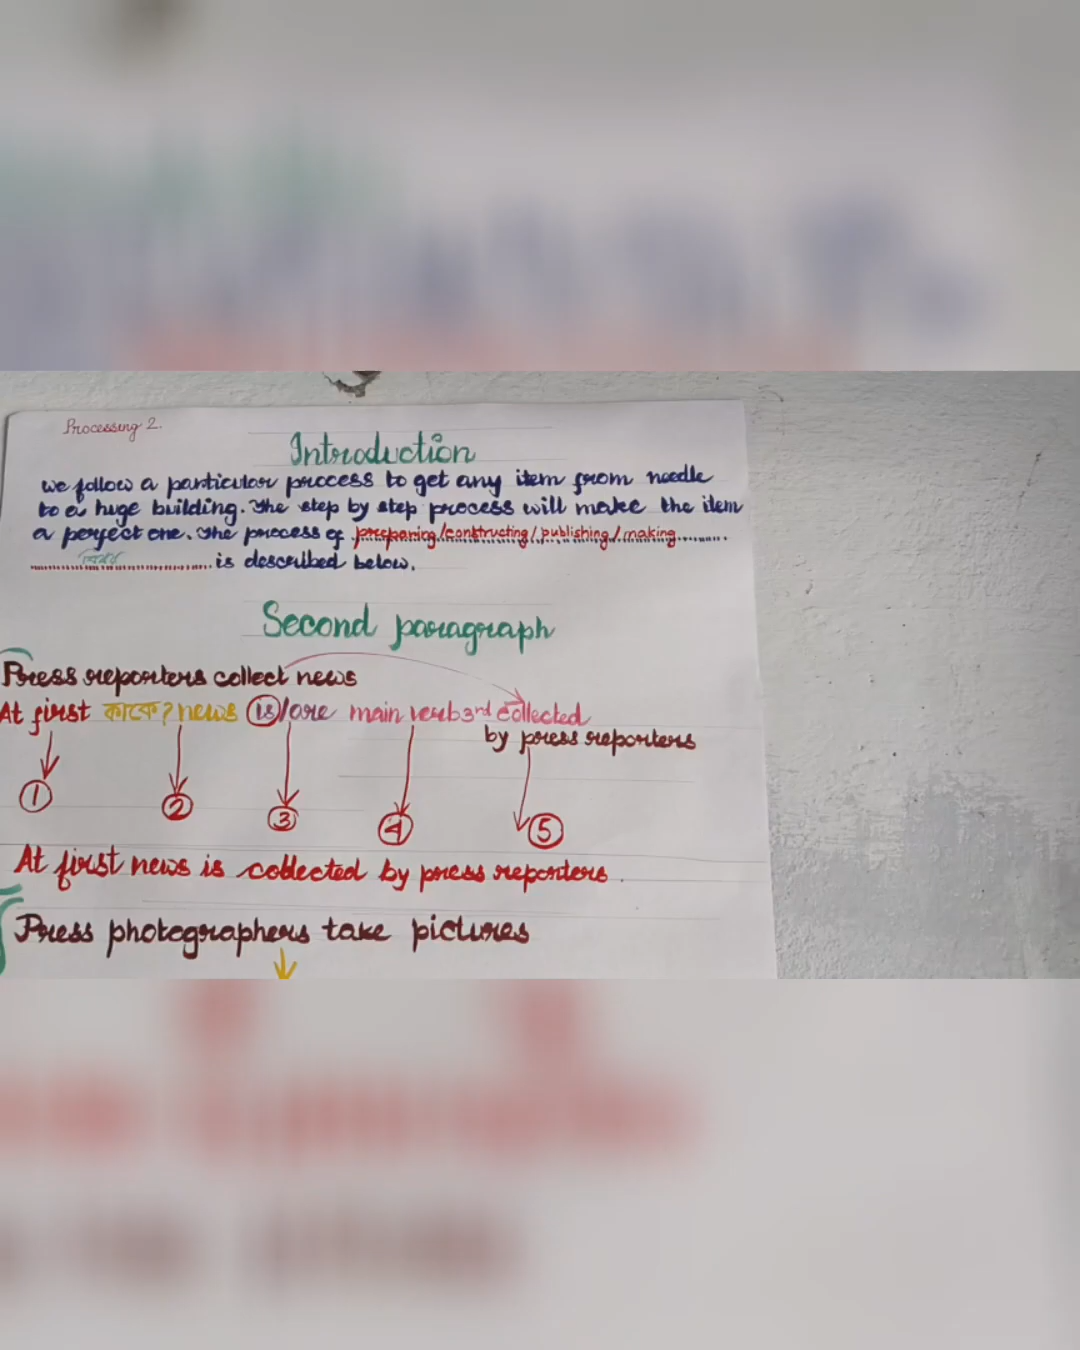 Processing 2.
Introduction
we follow a particular process to get any item from needle
to a huge building. The step by step process will make the item
a perfect one. The process of preparing/constructing/publishing/making
is described below.
Second paragraph
Press reporters collect news
At first কাকে? news is/are main verb 3rd collected
by press reporters
1 2 3 4 5
At first news is collected by press reporters.
Press photographers take pictures